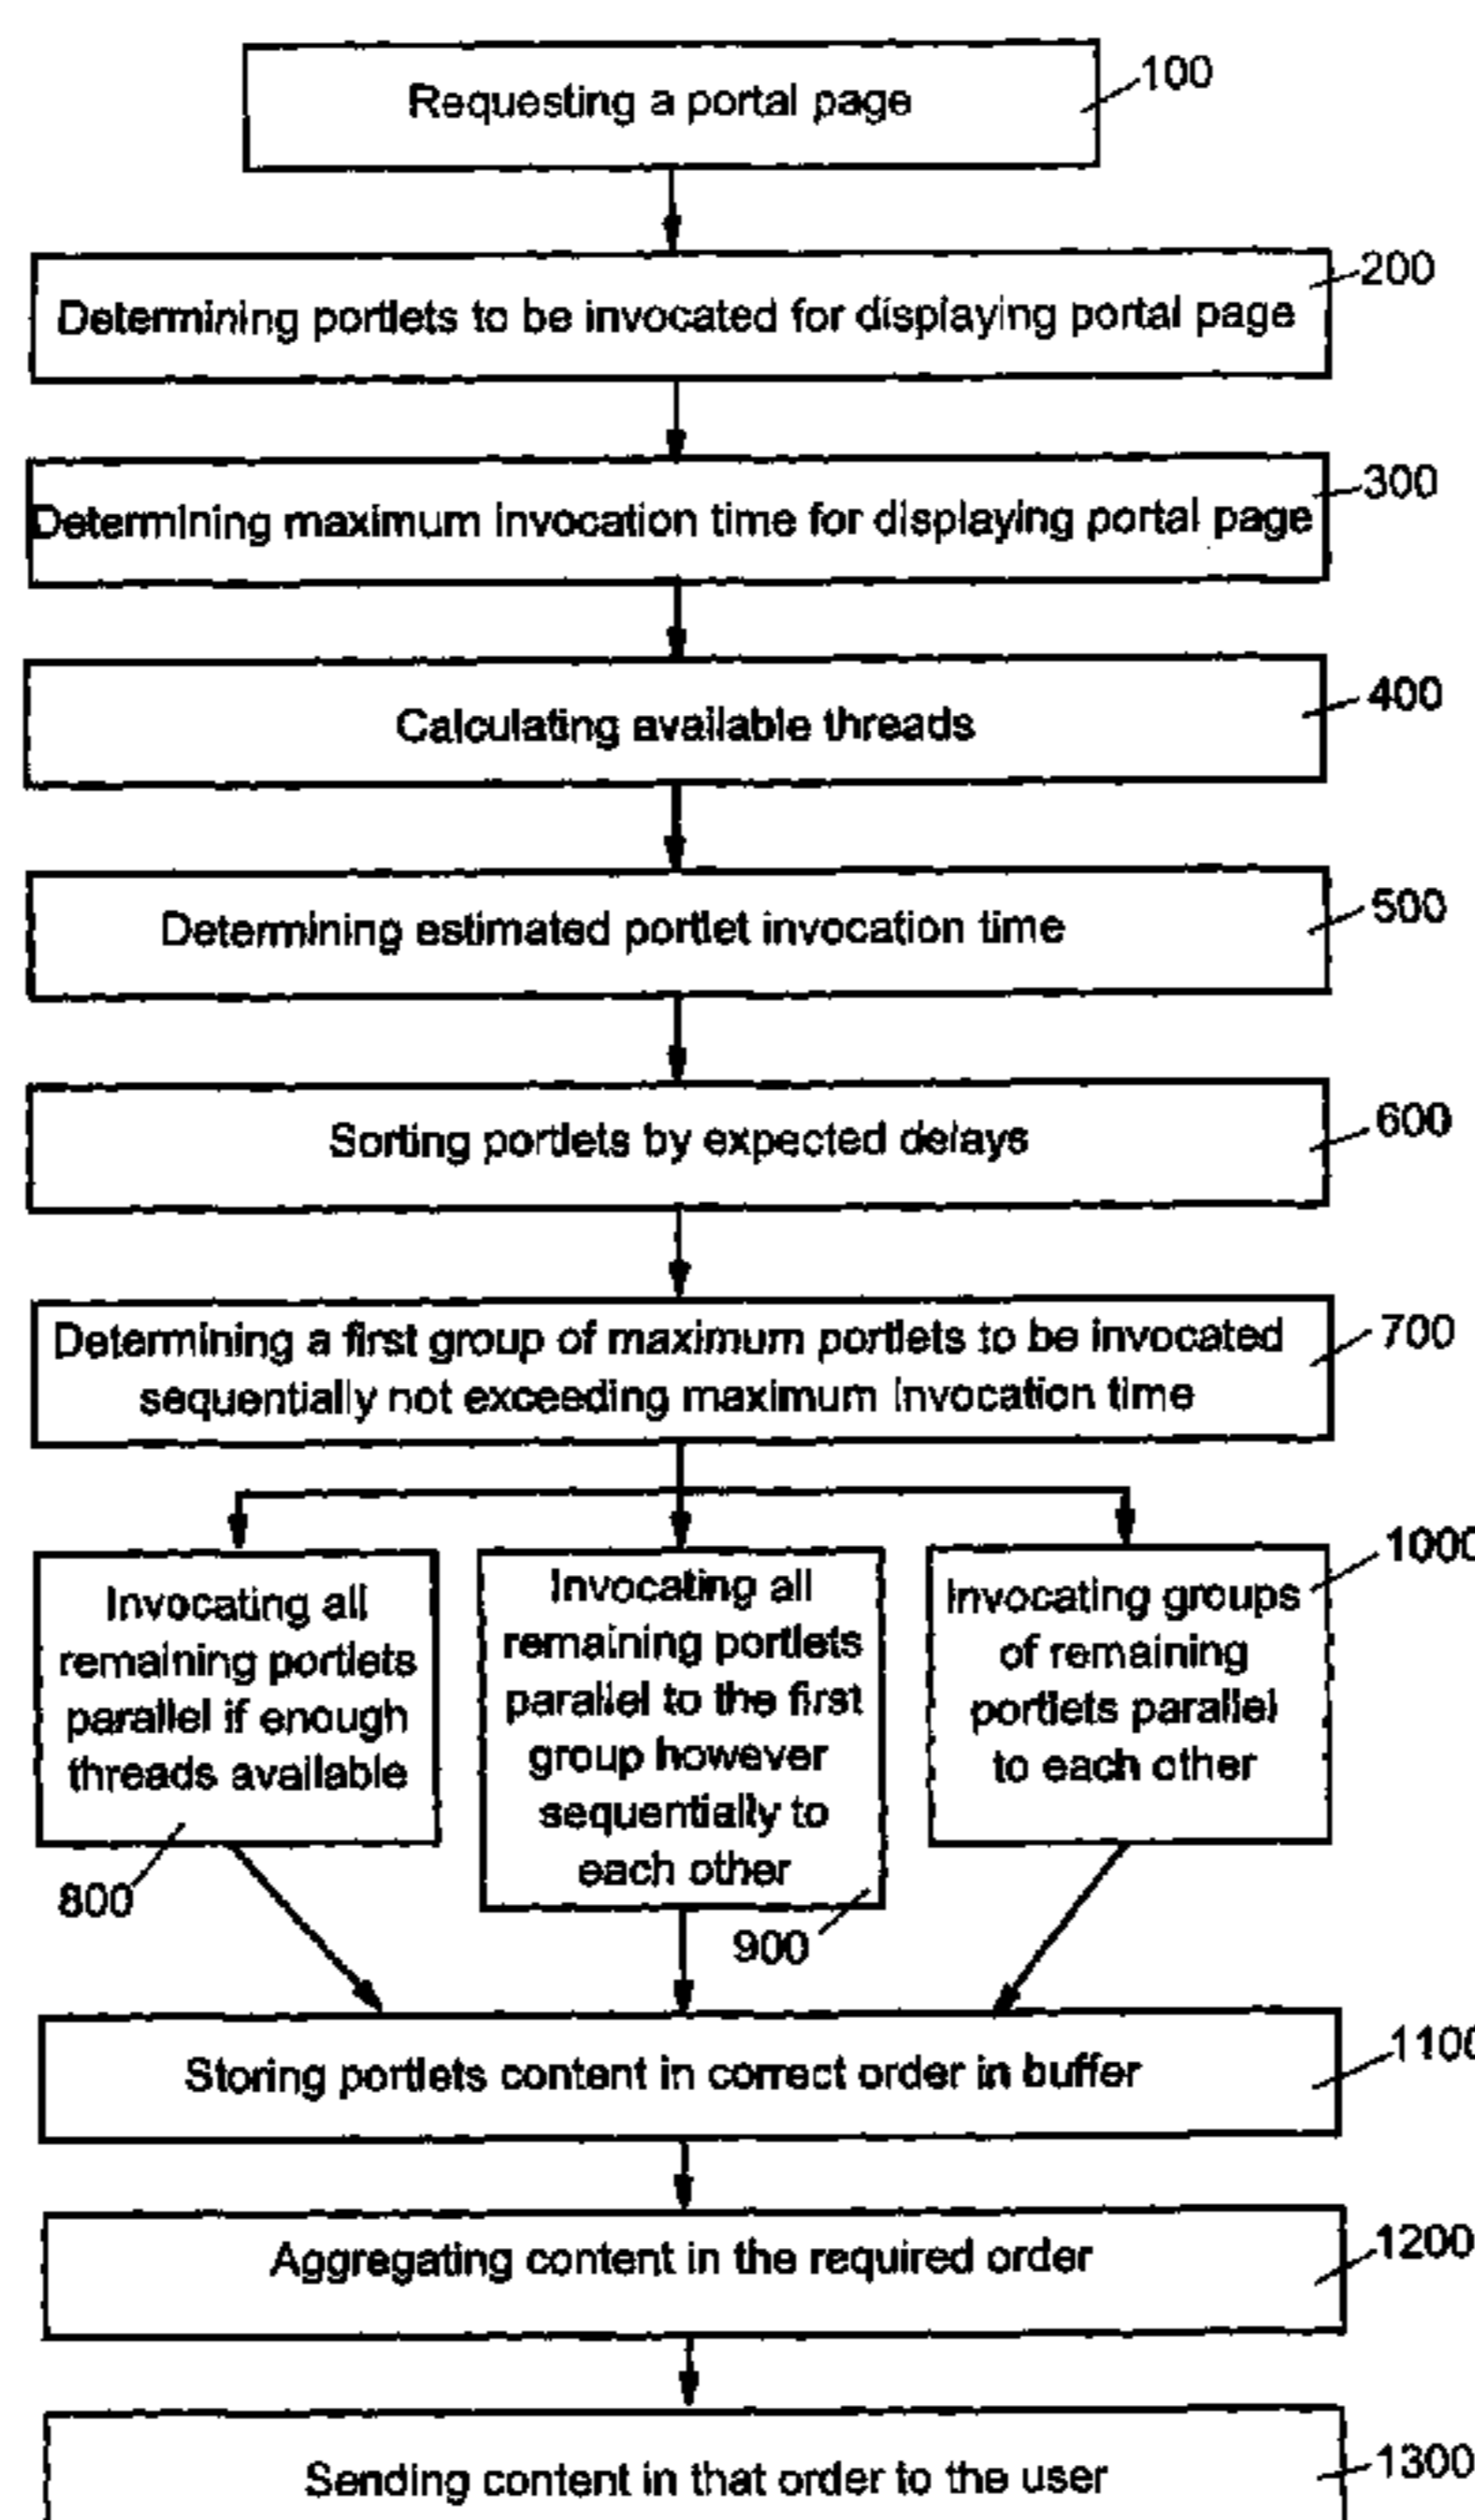 Requesting a portal page
100
Determining portlets to be invocated for displaying portal page
200
Determining maximum invocation time for displaying portal page
300
Calculating available threads
400
Determining estimated portlet invocation time
500
Sorting portlets by expected delays
600
Determining a first group of maximum portlets to be invocated
sequentially not exceeding maximum invocation time
700
Invocating all
remaining portlets
parallel if enough
threads available
800
Invocating all
remaining portlets
parallel to the first
group however
sequentially to
each other
900
Invocating groups
of remaining
portlets parallel
to each other
1000
Storing portlets content in correct order in buffer
1100
Aggregating content in the required order
1200
Sending content in that order to the user
1300